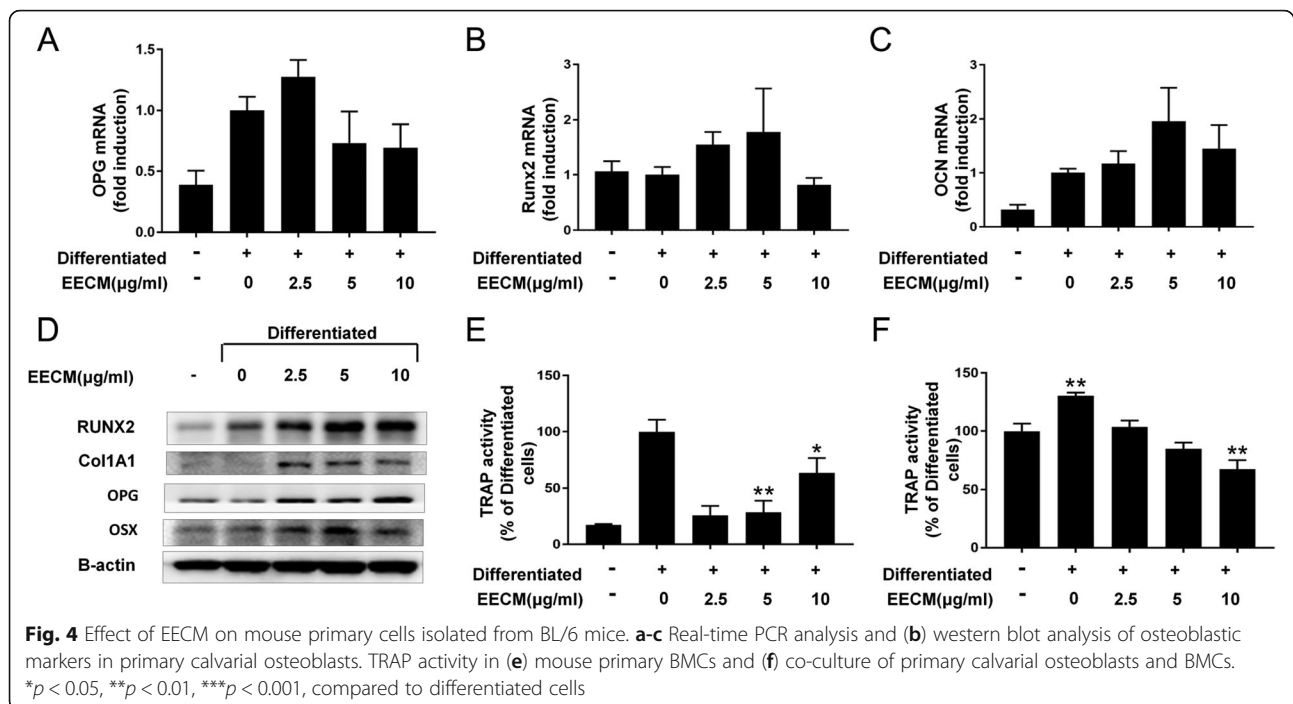 A
OPG mRNA
(fold induction)
1.5
1.0
0.5
0.0
Differentiated - + + + +
EECM(µg/ml) - 0 2.5 5 10
B
Runx2 mRNA
(fold induction)
3
2
1
0
Differentiated - + + + +
EECM(µg/ml) - 0 2.5 5 10
C
OCN mRNA
(fold induction)
3
2
1
0
Differentiated - + + + +
EECM(µg/ml) - 0 2.5 5 10
D
Differentiated
EECM(µg/ml) - 0 2.5 5 10
RUNX2
Col1A1
OPG
OSX
B-actin
E
TRAP activity
(% of Differentiated
cells)
150
100
50
0
** *
Differentiated - + + + +
EECM(µg/ml) - 0 2.5 5 10
F
TRAP activity
(% of Differentiated
cells)
150
100
50
0
** **
Differentiated - + + + +
EECM(µg/ml) - 0 2.5 5 10
Fig. 4 Effect of EECM on mouse primary cells isolated from BL/6 mice. a-c Real-time PCR analysis and (b) western blot analysis of osteoblastic
markers in primary calvarial osteoblasts. TRAP activity in (e) mouse primary BMCs and (f) co-culture of primary calvarial osteoblasts and BMCs.
*p < 0.05, **p < 0.01, ***p < 0.001, compared to differentiated cells